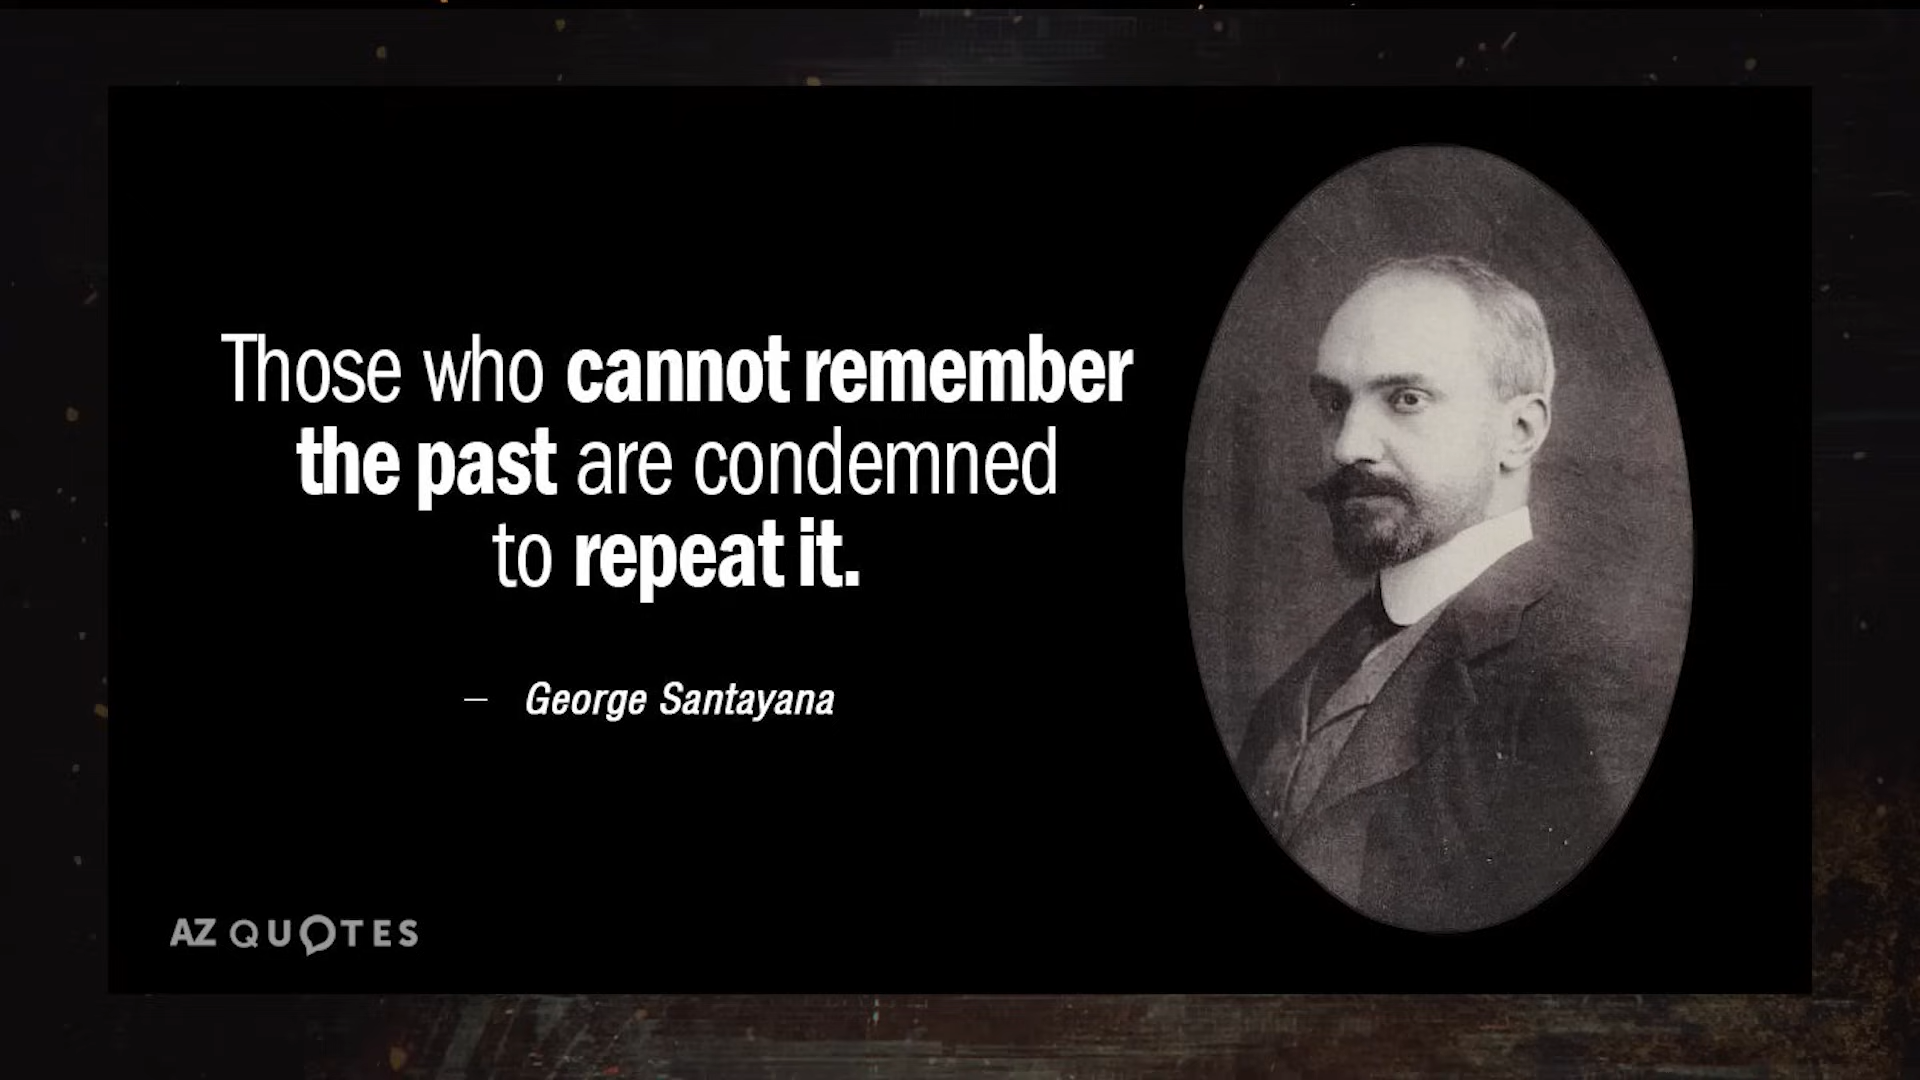 Those who cannot remember
the past are condemned
to repeat it.
— George Santayana
AZ QUOTES